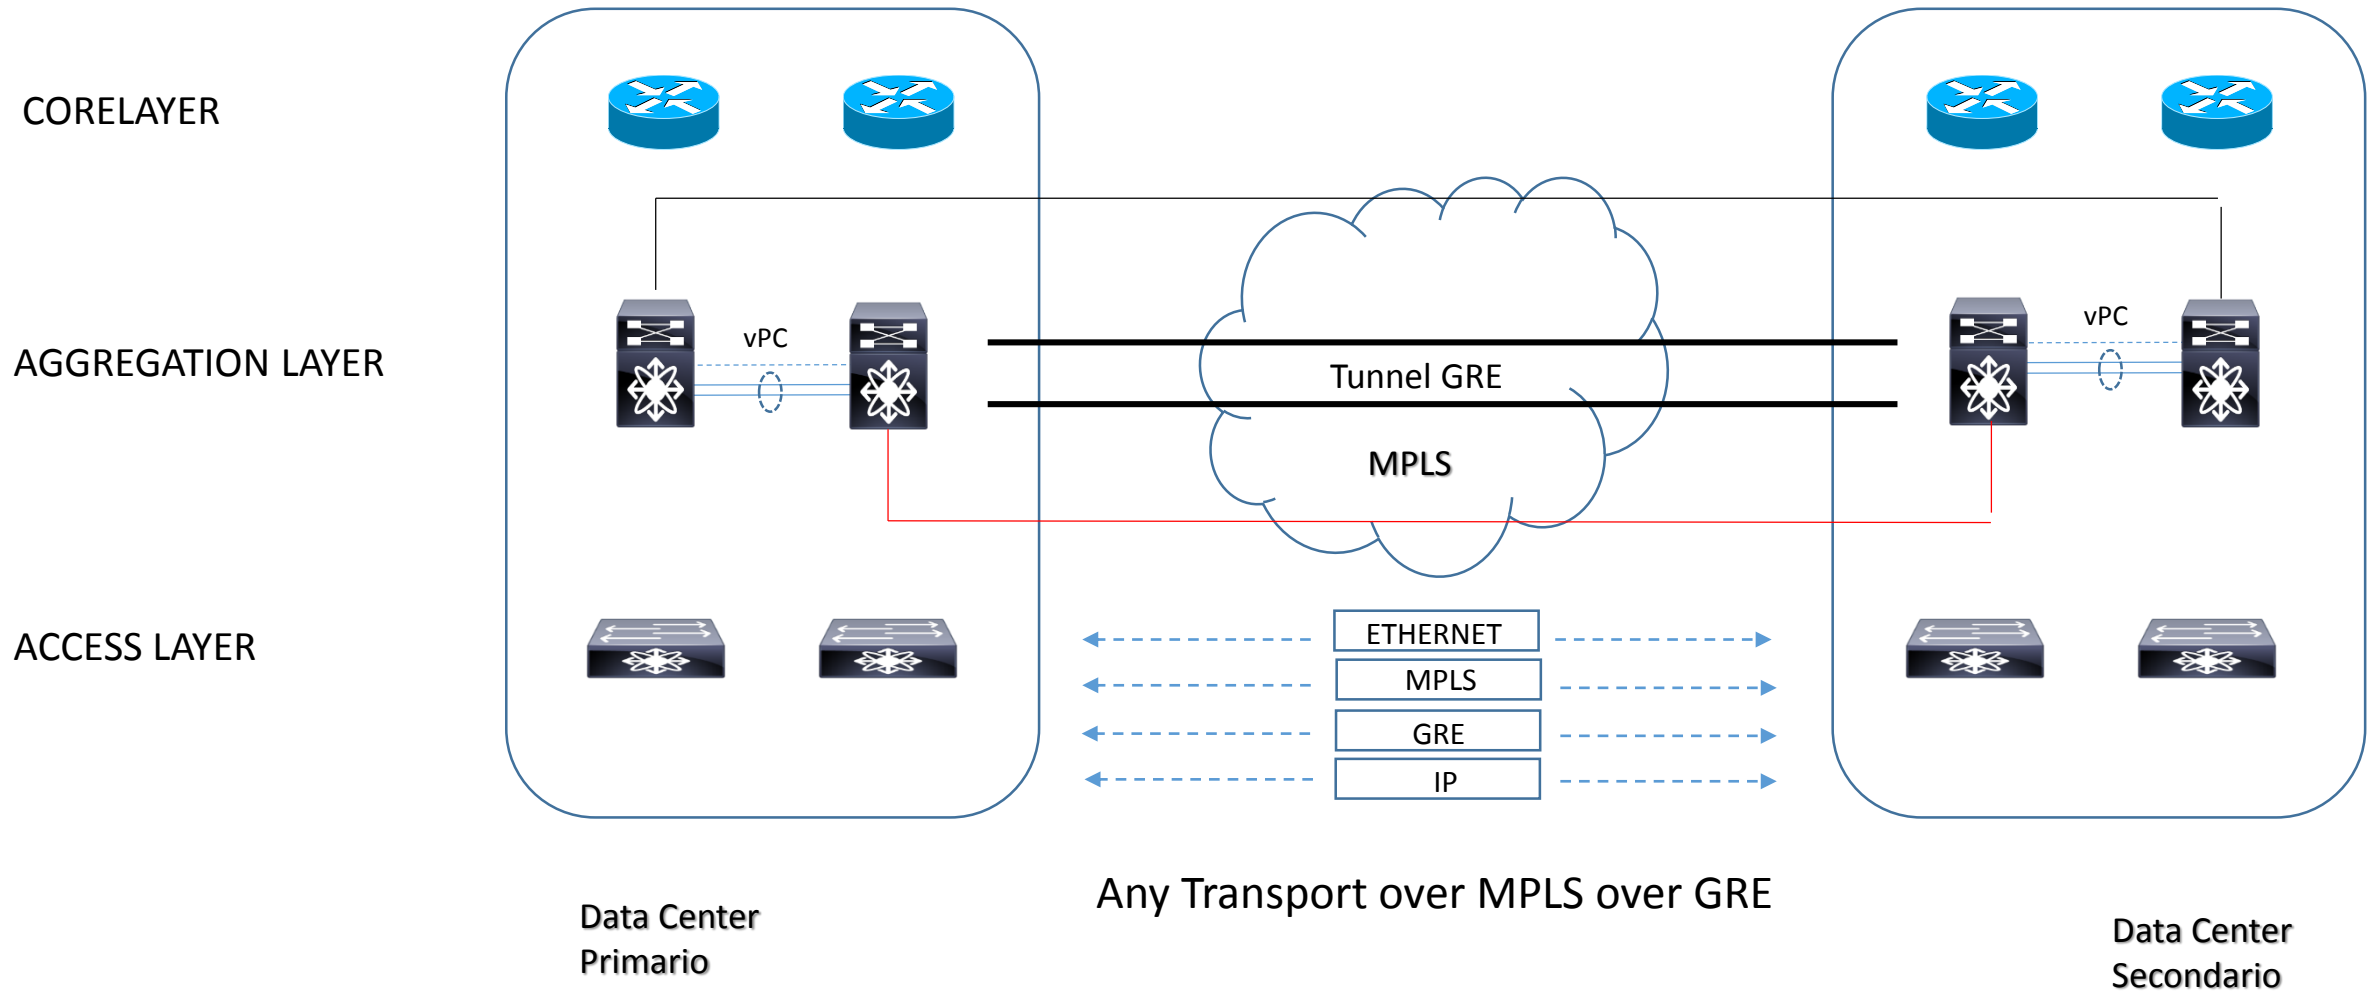 CORELAYER
vPC
vPC
AGGREGATION LAYER
Tunnel GRE
MPLS
ACCESS LAYER
ETHERNET
MPLS
GRE
IP
Any Transport over MPLS over GRE
Data Center
Primario
Data Center
Secondario